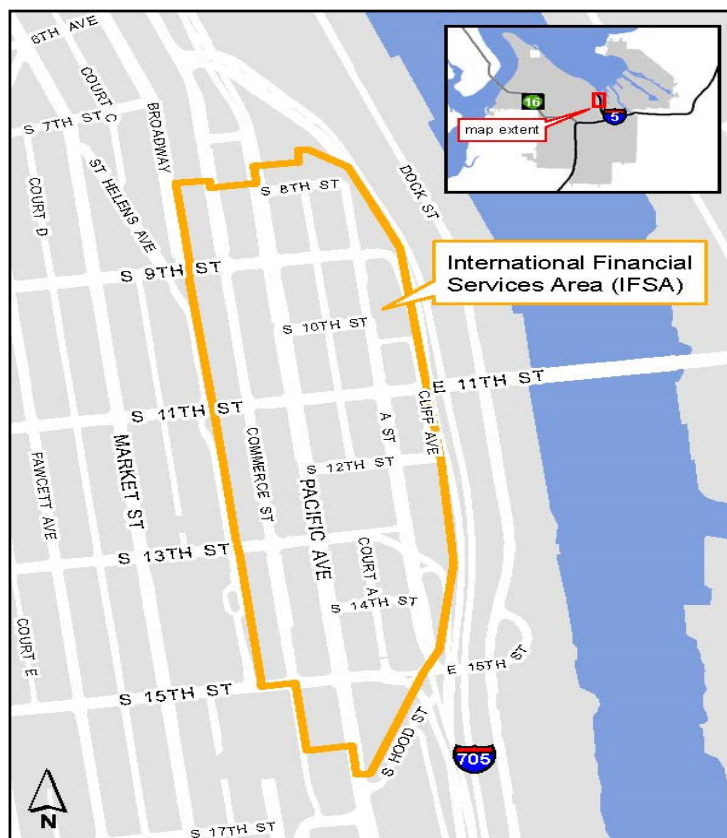 6TH AVE
COURT C
S 7TH ST
BROADWAY
ST HELENS AVE
COURT D
S 8TH ST
DOCK ST
16
5
map extent
International Financial
Services Area (IFSA)
S 9TH ST
S 10TH ST
E 11TH ST
S 11TH ST
CLIFF AVE
A ST
COMMERCE ST
MARKET ST
FAWCETT AVE
S 12TH ST
PACIFIC AVE
S 13TH ST
COURT A
S 14TH ST
COURT E
E 15TH ST
S 15TH ST
S HOOD ST
705
N
S 17TH ST